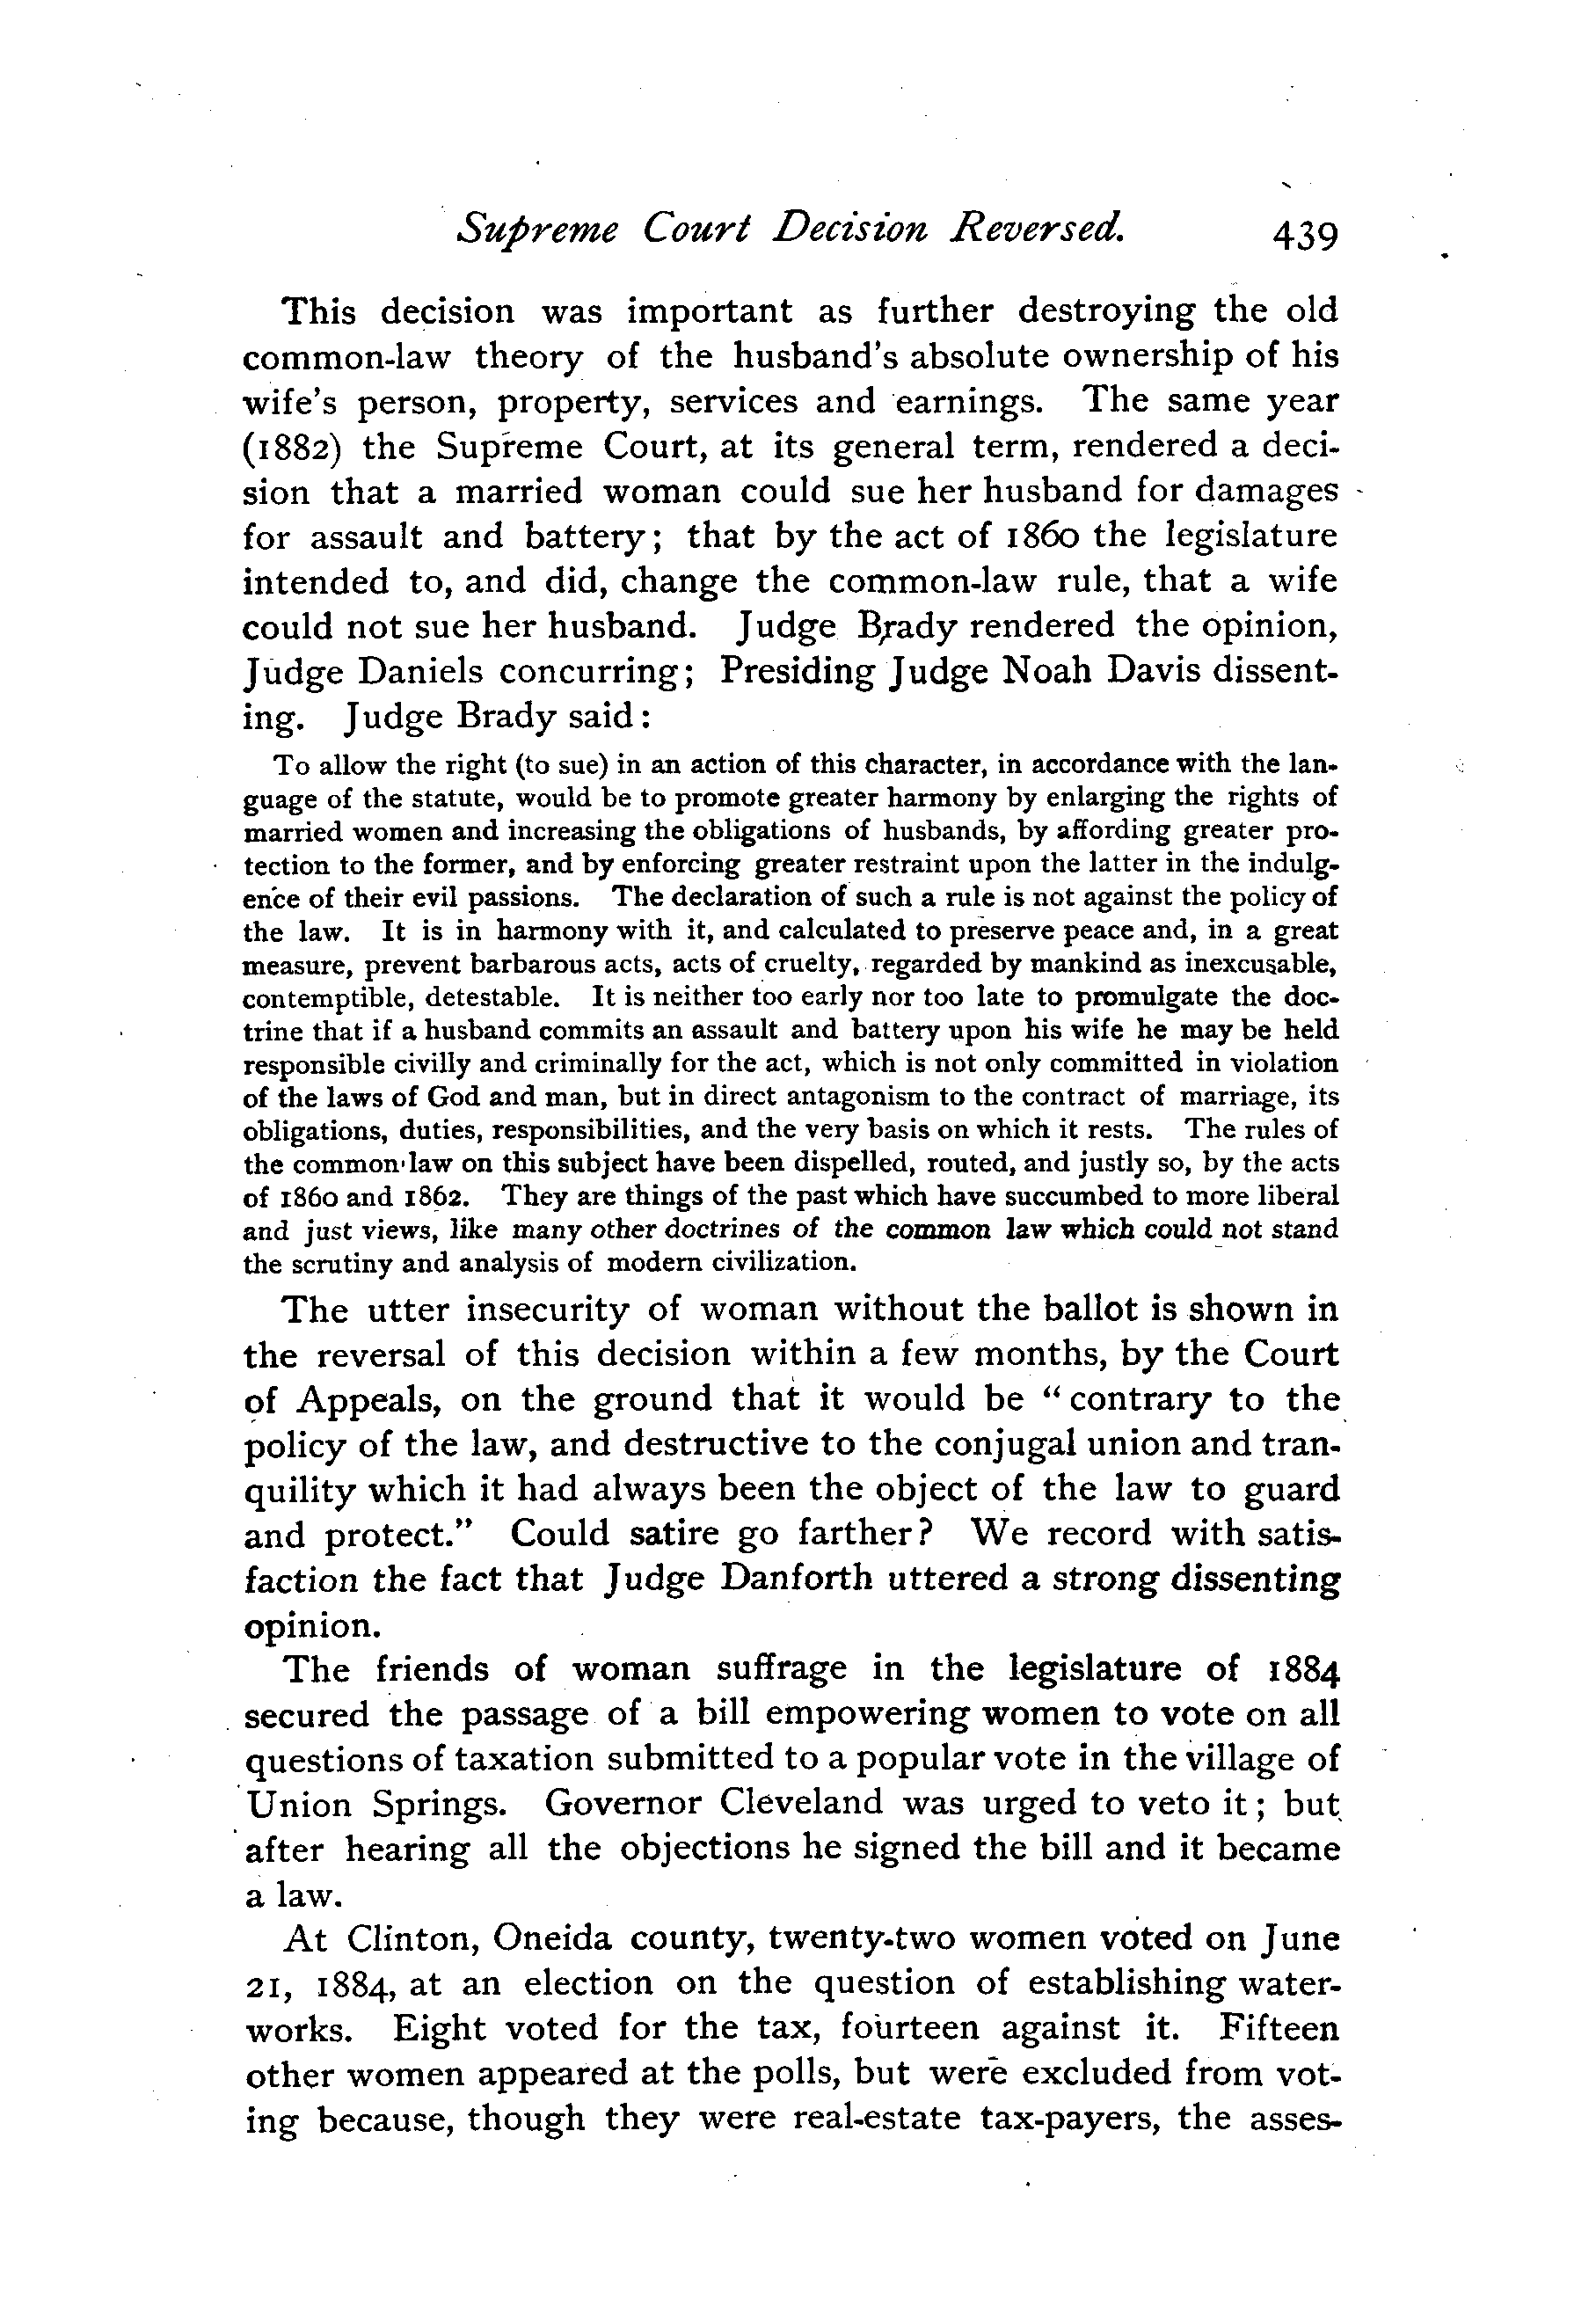 Supreme Court Decision Reversed. 439
This decision was important as further destroying the old
common-law theory of the husband's absolute ownership of his
wife's person, property, services and earnings. The same year
(1882) the Supreme Court, at its general term, rendered a deci-
sion that a married woman could sue her husband for damages
for assault and battery; that by the act of 1860 the legislature
intended to, and did, change the common-law rule, that a wife
could not sue her husband. Judge Brady rendered the opinion,
Judge Daniels concurring; Presiding Judge Noah Davis dissent-
ing. Judge Brady said:
To allow the right (to sue) in an action of this character, in accordance with the lan-
guage of the statute, would be to promote greater harmony by enlarging the rights of
married women and increasing the obligations of husbands, by affording greater pro-
tection to the former, and by enforcing greater restraint upon the latter in the indulg-
ence of their evil passions. The declaration of such a rule is not against the policy of
the law. It is in harmony with it, and calculated to preserve peace and, in a great
measure, prevent barbarous acts, acts of cruelty, regarded by mankind as inexcusable,
contemptible, detestable. It is neither too early nor too late to promulgate the doc-
trine that if a husband commits an assault and battery upon his wife he may be held
responsible civilly and criminally for the act, which is not only committed in violation
of the laws of God and man, but in direct antagonism to the contract of marriage, its
obligations, duties, responsibilities, and the very basis on which it rests. The rules of
the common law on this subject have been dispelled, routed, and justly so, by the acts
of 1860 and 1862. They are things of the past which have succumbed to more liberal
and just views, like many other doctrines of the common law which could not stand
the scrutiny and analysis of modern civilization.
The utter insecurity of woman without the ballot is shown in
the reversal of this decision within a few months, by the Court
of Appeals, on the ground that it would be "contrary to the
policy of the law, and destructive to the conjugal union and tran-
quility which it had always been the object of the law to guard
and protect." Could satire go farther? We record with satis-
faction the fact that Judge Danforth uttered a strong dissenting
opinion.
The friends of woman suffrage in the legislature of 1884
secured the passage of a bill empowering women to vote on all
questions of taxation submitted to a popular vote in the village of
Union Springs. Governor Cleveland was urged to veto it; but
after hearing all the objections he signed the bill and it became
a law.
At Clinton, Oneida county, twenty-two women voted on June
21, 1884, at an election on the question of establishing water-
works. Eight voted for the tax, fourteen against it. Fifteen
other women appeared at the polls, but were excluded from vot-
ing because, though they were real-estate tax-payers, the asses-